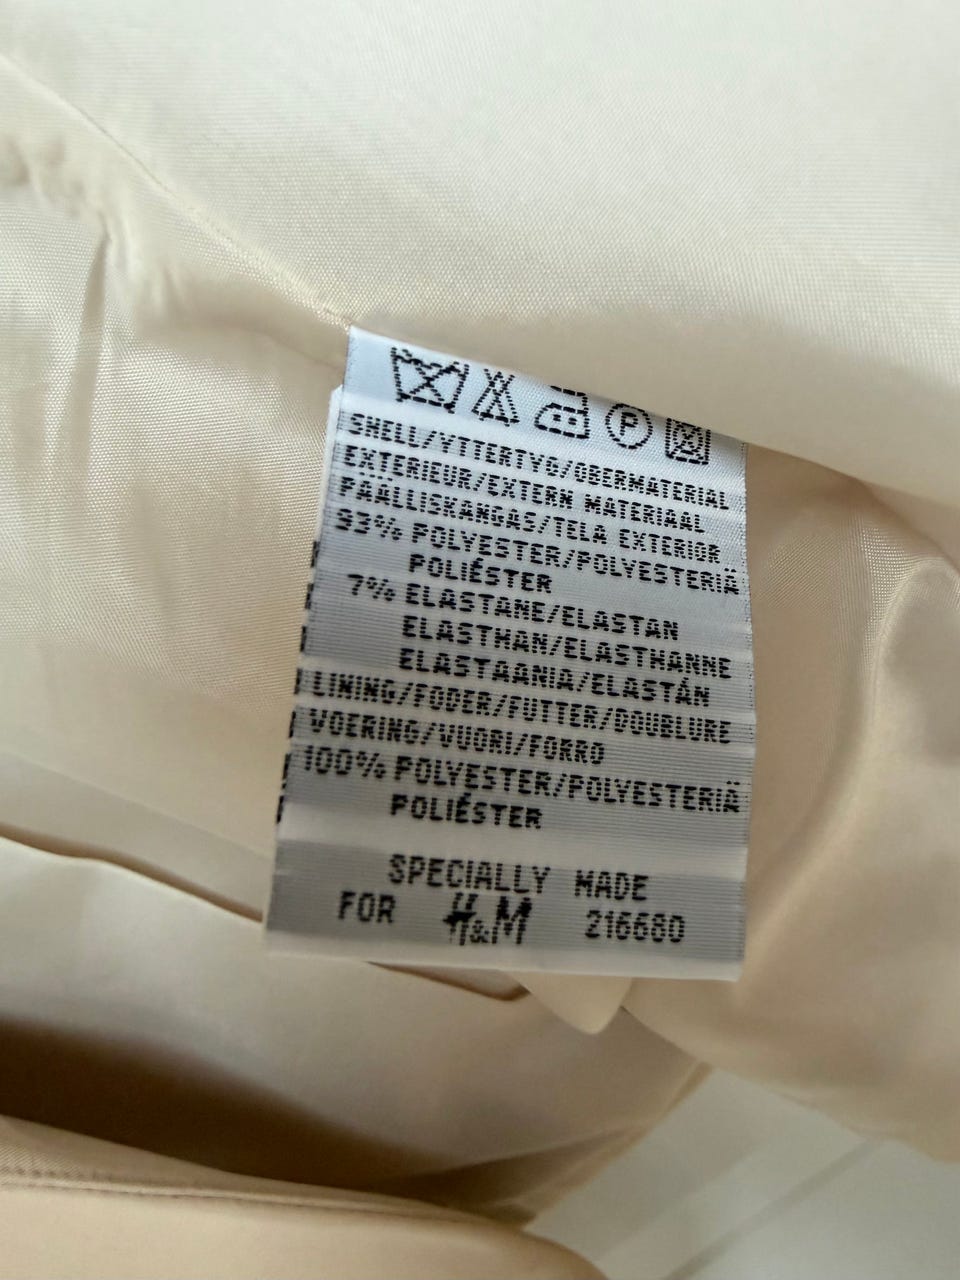 P
SHELL/YTTERTYG/OBERMATERIAL
EXTERIEUR/EXTERN MATERIAAL
PÄÄLLISKANGAS/TELA EXTERIOR
93% POLYESTER/POLYESTERIÄ
POLIÉSTER
7% ELASTANE/ELASTAN
ELASTHAN/ELASTHANNE
ELASTAANIA/ELASTÁN
LINING/FODER/FUTTER/DOUBLURE
VOERING/VUORI/FORRO
100% POLYESTER/POLYESTERIÄ
POLIÉSTER
SPECIALLY MADE
FOR H&M 216680